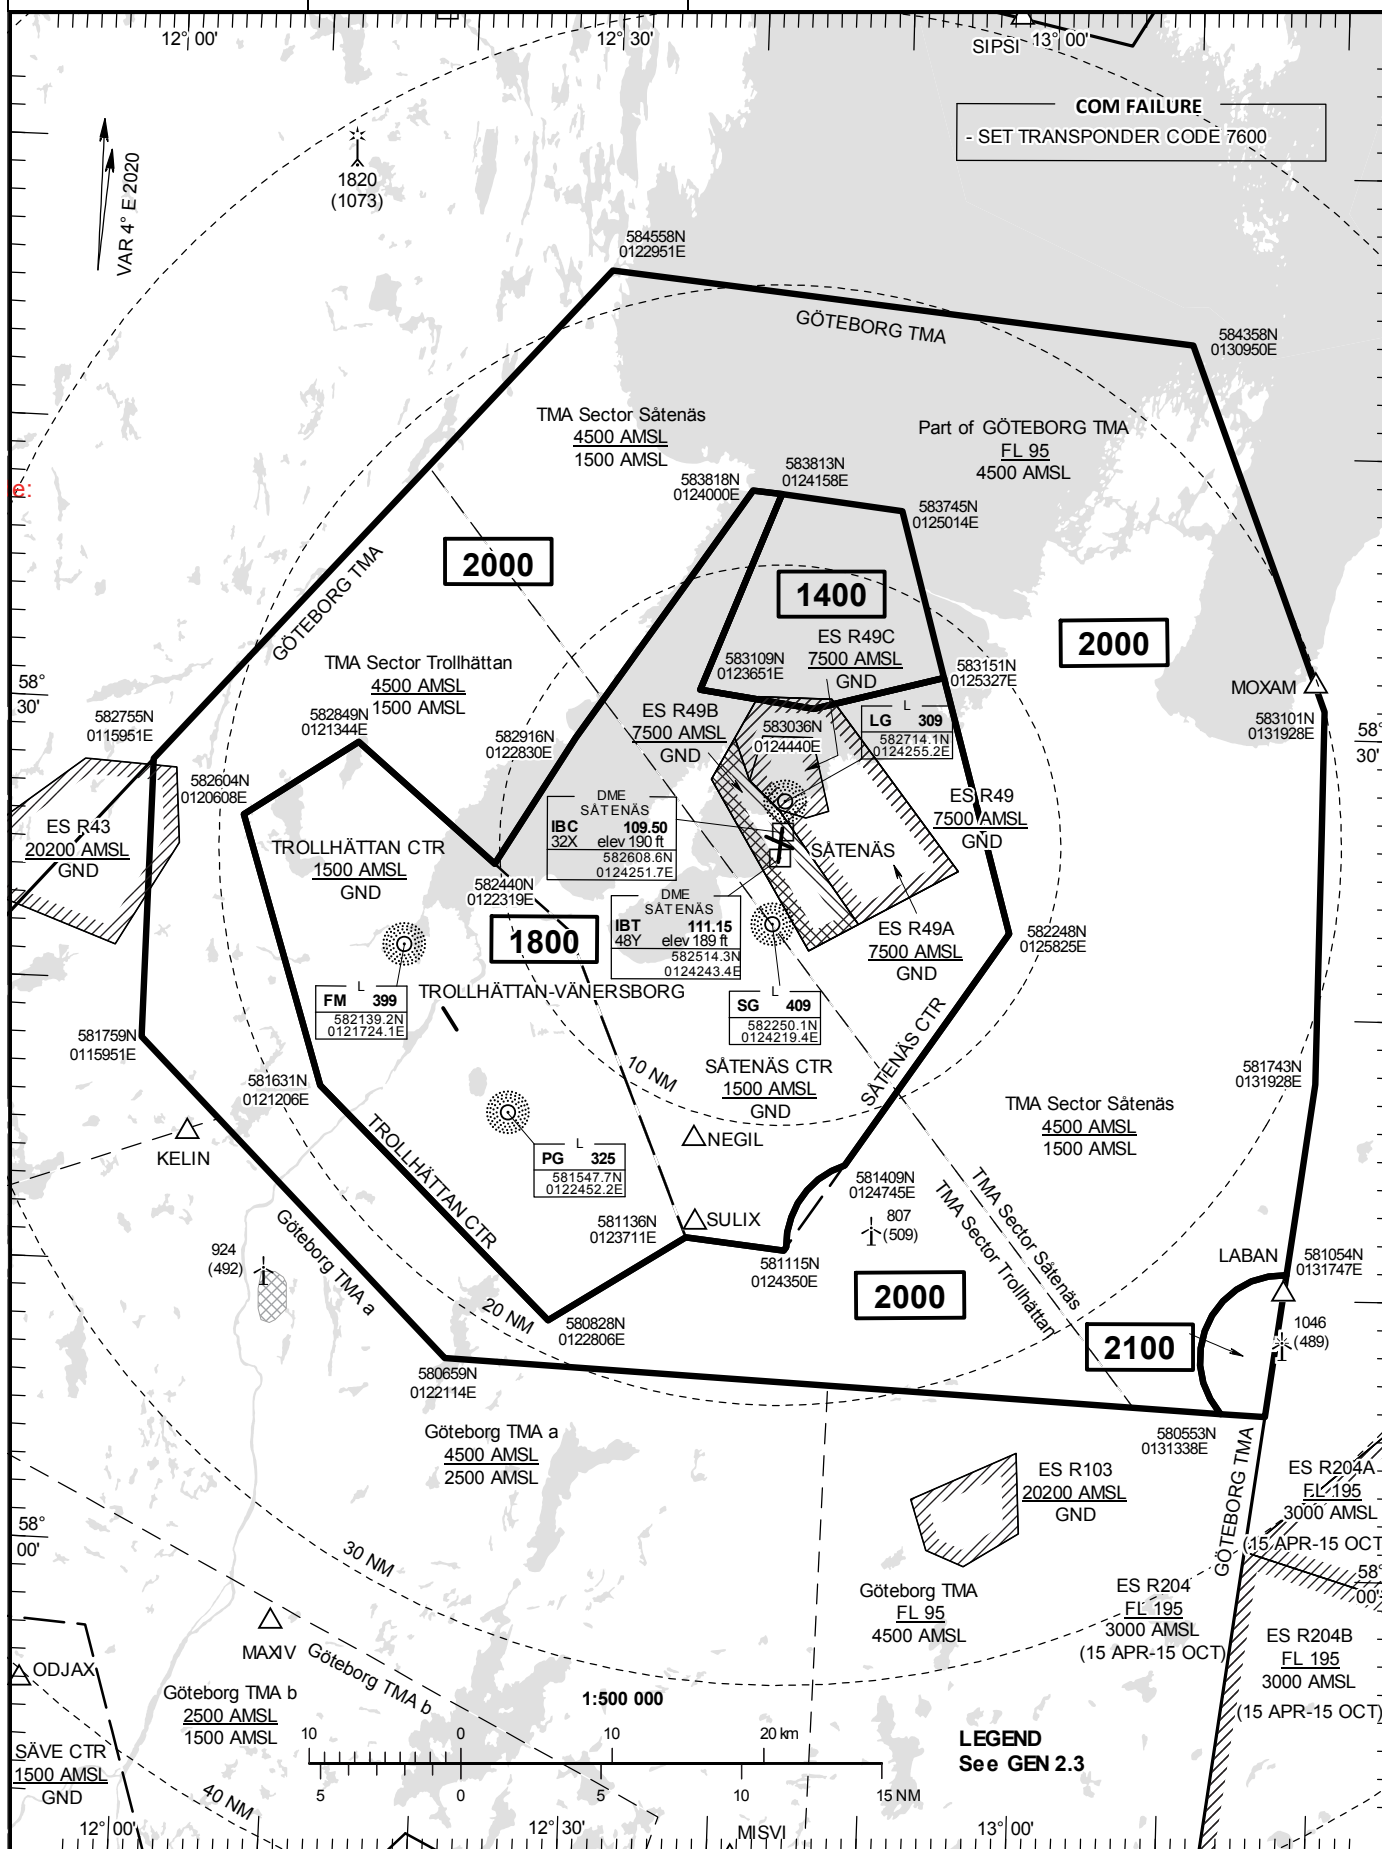 12° 00'
12° 30'
13° 00'
SIPSI
COM FAILURE
- SET TRANSPONDER CODE 7600
VAR 4° E 2020
1820
(1073)
584558N
0122951E
GÖTEBORG TMA
584358N
0130950E
TMA Sector Såtenäs
4500 AMSL
1500 AMSL
Part of GÖTEBORG TMA
FL 95
4500 AMSL
e:
583818N
0124000E
583813N
0124158E
583745N
0125014E
2000
1400
2000
GÖTEBORG TMA
TMA Sector Trollhättan
4500 AMSL
1500 AMSL
ES R49C
7500 AMSL
GND
583109N
0123651E
583151N
0125327E
MOXAM
58°
30'
582755N
0115951E
582849N
0121344E
582916N
0122830E
ES R49B
7500 AMSL
GND
583036N
0124440E
L
LG 309
582714.1N
0124255.2E
583101N
0131928E
58°
30'
582604N
0120608E
ES R43
20200 AMSL
GND
TROLLHÄTTAN CTR
1500 AMSL
GND
DME
SÅTENÄS
IBC 109.50
32X elev 190 ft
582608.6N
0124251.7E
SÅTENÄS
ES R49
7500 AMSL
GND
582440N
0122319E
DME
SÅTENÄS
IBT 111.15
48Y elev 189 ft
582514.3N
0124243.4E
1800
ES R49A
7500 AMSL
GND
582248N
0125825E
L
FM 399
582139.2N
0121724.1E
TROLLHÄTTAN-VÄNERSBORG
L
SG 409
582250.1N
0124219.4E
581759N
0115951E
10 NM
SÅTENÄS CTR
1500 AMSL
GND
SÅTENÄS CTR
581743N
0131928E
581631N
0121206E
TMA Sector Såtenäs
4500 AMSL
1500 AMSL
KELIN
TROLLHÄTTAN CTR
NEGIL
L
PG 325
581547.7N
0122452.2E
581409N
0124745E
TMA Sector Såtenäs
TMA Sector Trollhättan
Göteborg TMA a
581136N
0123711E
SULIX
807
(509)
924
(492)
581115N
0124350E
LABAN
581054N
0131747E
2000
20 NM
580828N
0122806E
2100
1046
(489)
580659N
0122114E
580553N
0131338E
Göteborg TMA a
4500 AMSL
2500 AMSL
GÖTEBORG TMA
ES R103
20200 AMSL
GND
ES R204A
FL 195
3000 AMSL
(15 APR-15 OCT
58°
00'
30 NM
Göteborg TMA
FL 95
4500 AMSL
ES R204
FL 195
3000 AMSL
(15 APR-15 OCT)
58°
00'
ES R204B
FL 195
3000 AMSL
(15 APR-15 OCT)
MAXIV
ODJAX
Göteborg TMA b
Göteborg TMA b
2500 AMSL
1500 AMSL
1:500 000
10 0 10 20 km
5 0 5 10 15 NM
LEGEND
See GEN 2.3
SÄVE CTR
1500 AMSL
GND
40 NM
MISVI
12° 00'
12° 30'
13° 00'